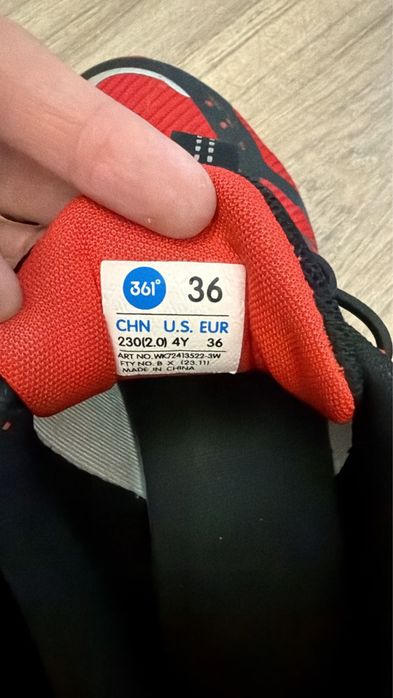 361° 36
CHN U.S. EUR
230(2.0) 4Y 36
ART NO. WK72413522-3W
FTY NO. B X (23.11)
MADE IN CHINA